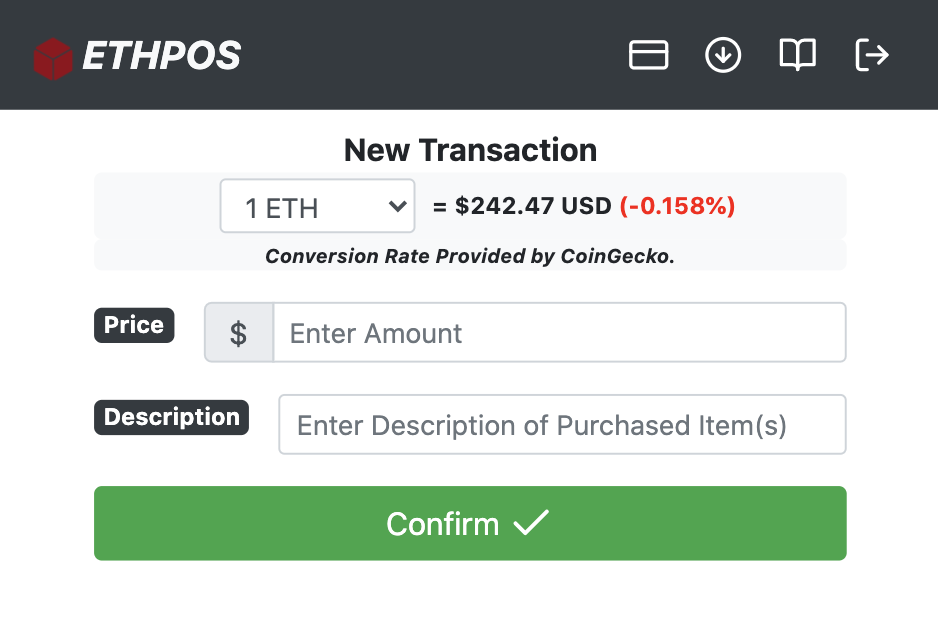 ETHPOS
New Transaction
1 ETH = $242.47 USD (-0.158%)
Conversion Rate Provided by CoinGecko.
Price $ Enter Amount
Description Enter Description of Purchased Item(s)
Confirm